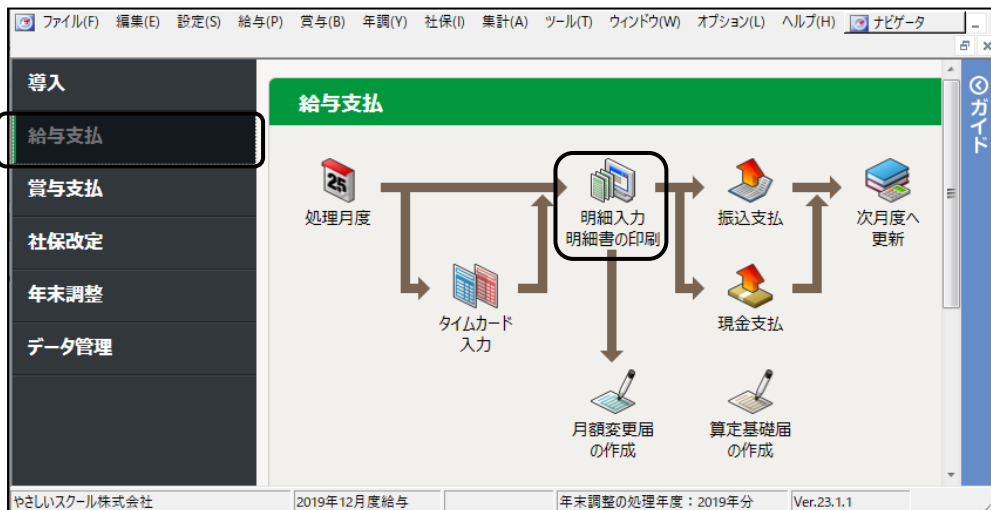 ファイル(F) 編集(E) 設定(S) 給与(P) 賞与(B) 年調(Y) 社保(I) 集計(A) ツール(T) ウィンドウ(W) オプション(L) ヘルプ(H) ナビゲータ
導入
給与支払
賞与支払
社保改定
年末調整
データ管理
給与支払
25
処理月度
タイムカード
入力
明細入力
明細書の印刷
振込支払
現金支払
次月度へ
更新
月額変更届
の作成
算定基礎届
の作成
ガイド
やさしいスクール株式会社 2019年12月度給与 年末調整の処理年度：2019年分 Ver.23.1.1